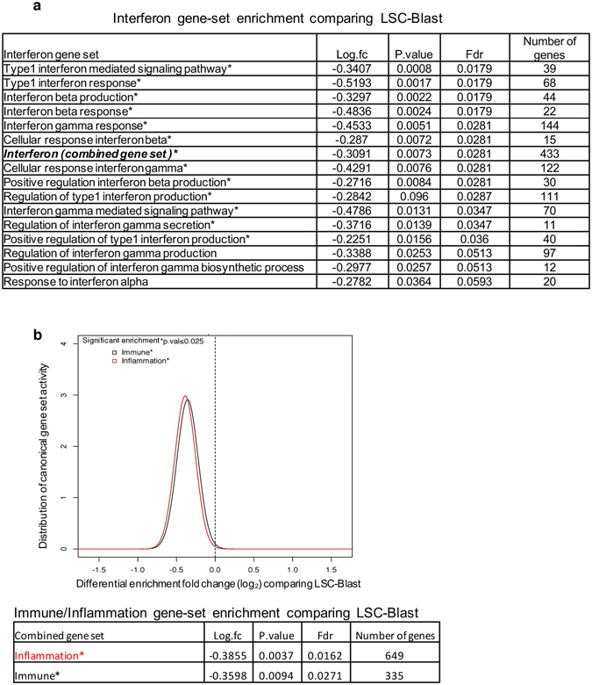 a
Interferon gene-set enrichment comparing LSC-Blast
Interferon gene set Log.fc P.value Fdr Number of genes
Type1 interferon mediated signaling pathway* -0.3407 0.0008 0.0179 39
Type1 interferon response* -0.5193 0.0017 0.0179 68
Interferon beta production* -0.3297 0.0022 0.0179 44
Interferon beta response* -0.4836 0.0024 0.0179 22
Interferon gamma response* -0.4533 0.0051 0.0281 144
Cellular response interferon beta* -0.287 0.0072 0.0281 15
Interferon (combined gene set)* -0.3091 0.0073 0.0281 433
Cellular response interferon gamma* -0.4291 0.0076 0.0281 122
Positive regulation interferon beta production* -0.2716 0.0084 0.0281 30
Regulation of type1 interferon production* -0.2842 0.096 0.0287 111
Interferon gamma mediated signaling pathway* -0.4786 0.0131 0.0347 70
Regulation of interferon gamma secretion* -0.3716 0.0139 0.0347 11
Positive regulation of type1 interferon production* -0.2251 0.0156 0.036 40
Regulation of interferon gamma production -0.3388 0.0253 0.0513 97
Positive regulation of interferon gamma biosynthetic process -0.2977 0.0257 0.0513 12
Response to interferon alpha -0.2782 0.0364 0.0593 20
b
Significant enrichment*p.val≤0.025
Immune*
Inflammation*
Distribution of canonical gene set activity
4
3
2
1
0
-1.5 -1.0 -0.5 0.0 0.5 1.0 1.5
Differential enrichment fold change (log2) comparing LSC-Blast
Immune/Inflammation gene-set enrichment comparing LSC-Blast
Combined gene set Log.fc P.value Fdr Number of genes
Inflammation* -0.3855 0.0037 0.0162 649
Immune* -0.3598 0.0094 0.0271 335